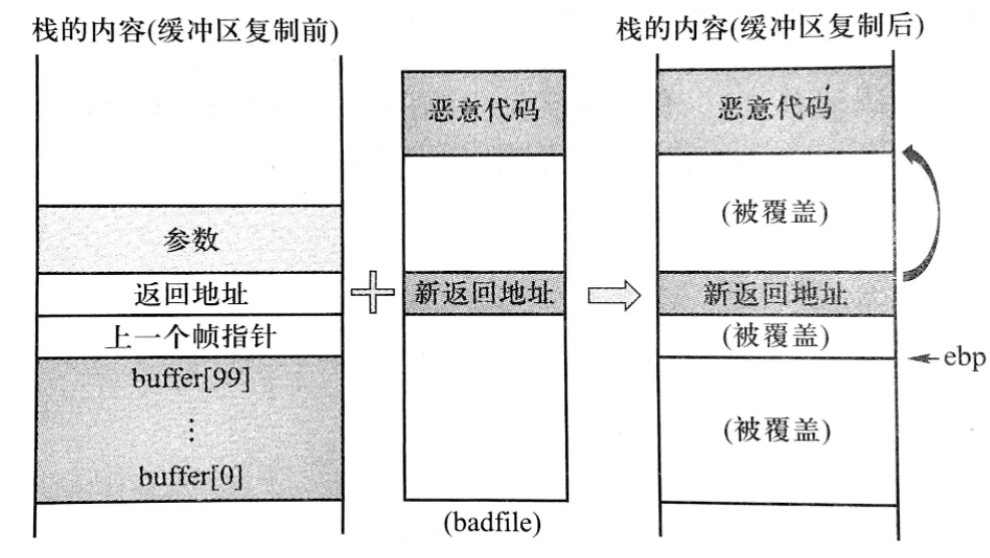 栈的内容(缓冲区复制前)
参数
返回地址
上一个帧指针
buffer[99]
⋮
buffer[0]
恶意代码
新返回地址
(badfile)
栈的内容(缓冲区复制后)
恶意代码
(被覆盖)
新返回地址
(被覆盖)
ebp
(被覆盖)